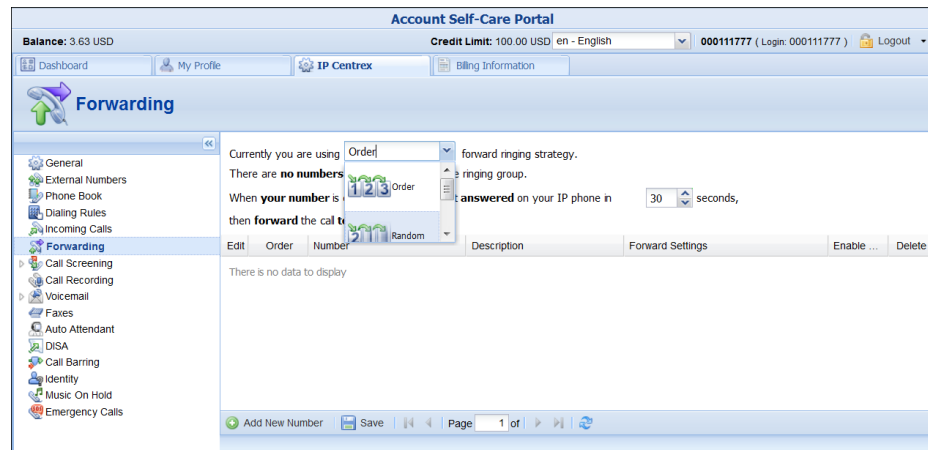 Account Self-Care Portal
Balance: 3.63 USD Credit Limit: 100.00 USD en - English 000111777 ( Login: 000111777 ) Logout
Dashboard My Profile IP Centrex Billing Information
Forwarding
General
External Numbers
Phone Book
Dialing Rules
Incoming Calls
Forwarding
Call Screening
Call Recording
Voicemail
Faxes
Auto Attendant
DISA
Call Barring
Identity
Music On Hold
Emergency Calls
Currently you are using Order forward ringing strategy.
There are no numbers ringing group.
When your number is answered on your IP phone in 30 seconds,
then forward the call
1 2 3 Order
2 1 Random
Edit Order Number Description Forward Settings Enable ... Delete
There is no data to display
Add New Number Save Page 1 of